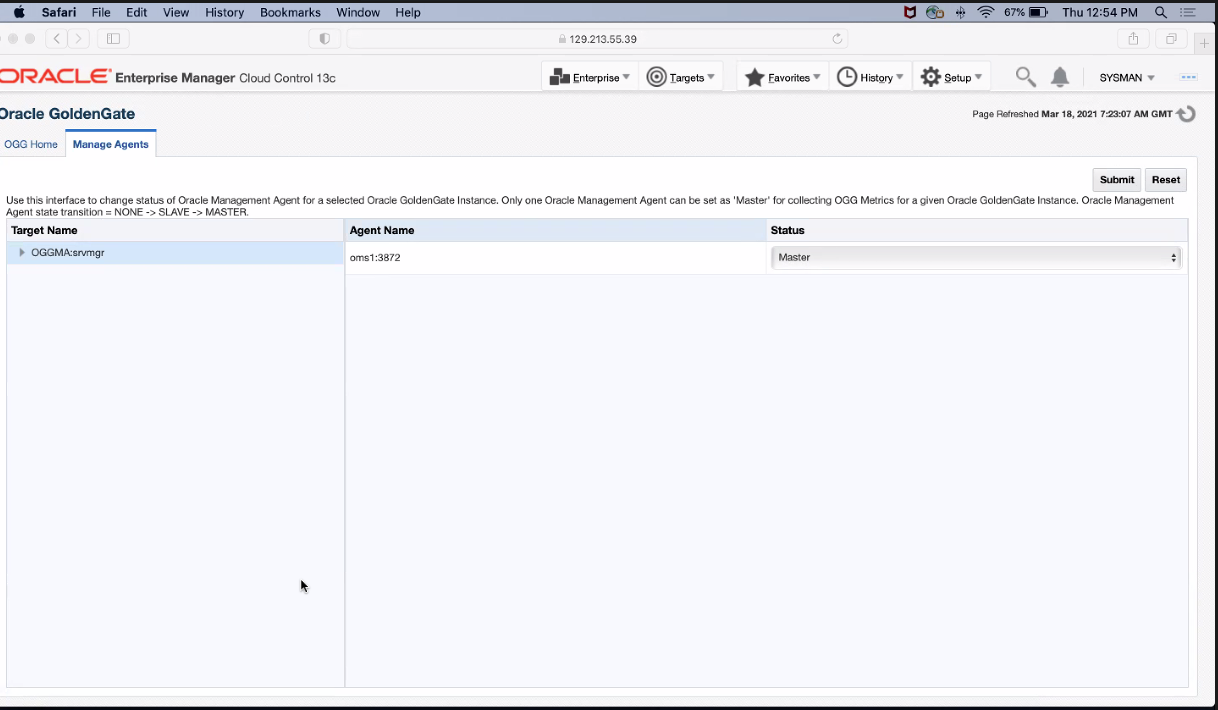 Safari File Edit View History Bookmarks Window Help 67% Thu 12:54 PM
129.213.55.39
ORACLE Enterprise Manager Cloud Control 13c Enterprise Targets Favorites History Setup SYSMAN
Oracle GoldenGate
Page Refreshed Mar 18, 2021 7:23:07 AM GMT
OGG Home Manage Agents
Submit Reset
Use this interface to change status of Oracle Management Agent for a selected Oracle GoldenGate Instance. Only one Oracle Management Agent can be set as 'Master' for collecting OGG Metrics for a given Oracle GoldenGate Instance. Oracle Management
Agent state transition = NONE -> SLAVE -> MASTER.
Target Name Agent Name Status
OGGMA:srvmgr oms1:3872 Master